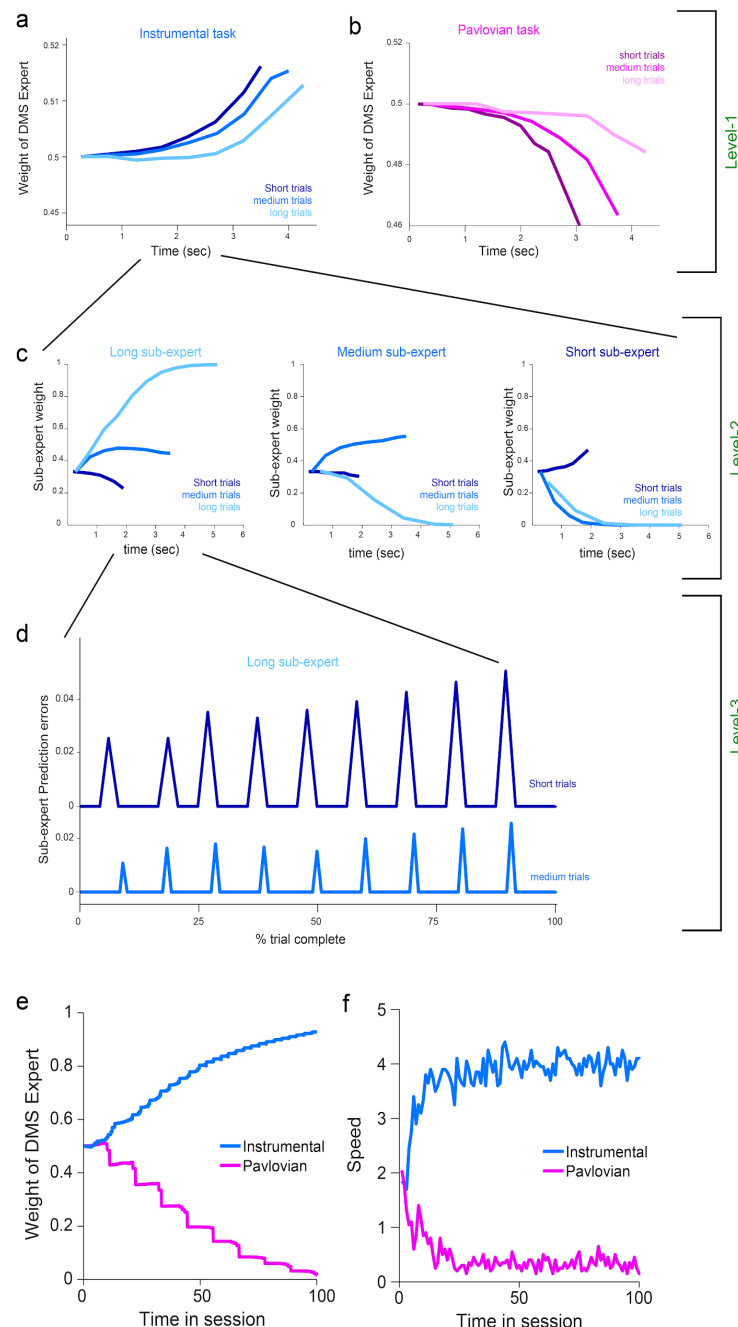 a
Instrumental task
Weight of DMS Expert
0.52
0.51
0.5
0.45
0
1
2
3
4
Time (sec)
Short trials
medium trials
long trials
b
Pavlovian task
Weight of DMS Expert
0.52
0.5
0.48
0.46
0
1
2
3
4
Time (sec)
short trials
medium trials
long trials
Level-1
c
Long sub-expert
Sub-expert weight
1
0.8
0.6
0.4
0.2
0
1
2
3
4
5
6
time (sec)
Short trials
medium trials
long trials
Medium sub-expert
Sub-expert weight
1
0.8
0.6
0.4
0.2
0
1
2
3
4
5
6
time (sec)
Short trials
medium trials
long trials
Short sub-expert
Sub-expert weight
1
0.8
0.6
0.4
0.2
0
1
2
3
4
5
6
time (sec)
Short trials
medium trials
long trials
Level-2
d
Long sub-expert
Sub-expert Prediction errors
0.04
0.02
0
Short trials
0.02
0
medium trials
0
25
50
75
100
% trial complete
Level-3
e
Weight of DMS Expert
1
0.8
0.6
0.4
0.2
0
Instrumental
Pavlovian
0
50
100
Time in session
f
Speed
5
4
3
2
1
0
Instrumental
Pavlovian
0
50
100
Time in session